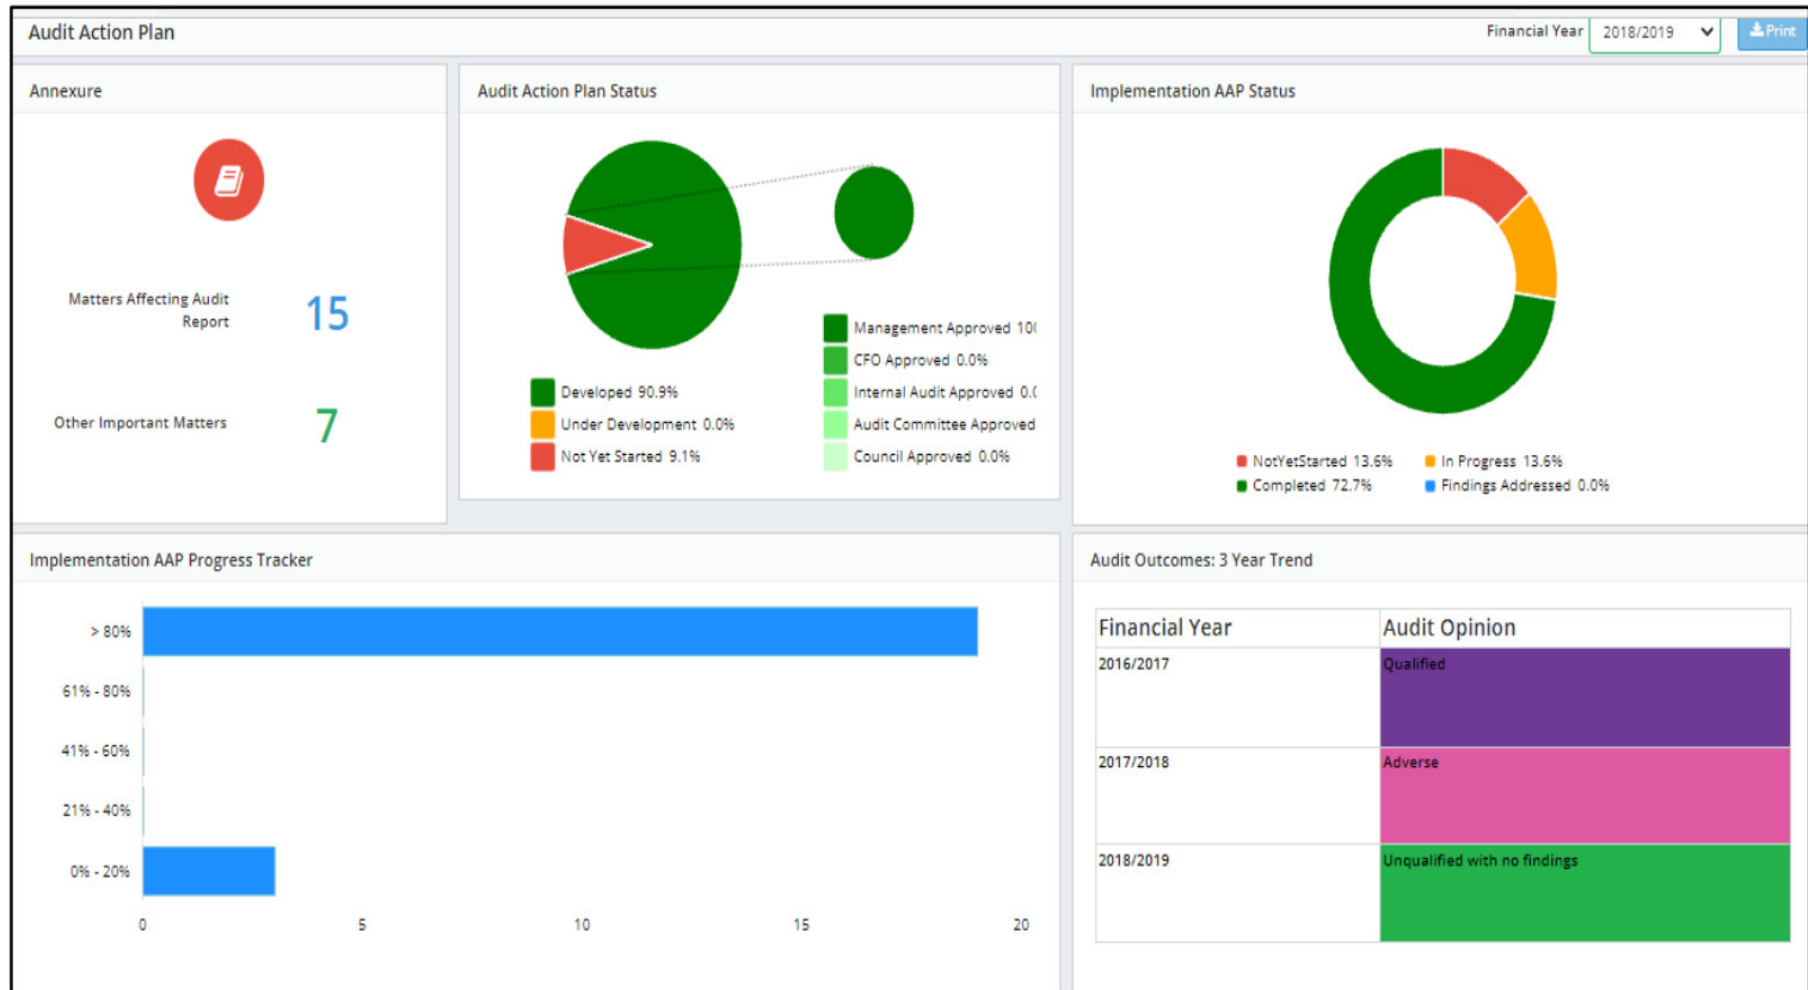 Audit Action Plan
Financial Year 2018/2019 Print
Annexure
Matters Affecting Audit
Report
15
Other Important Matters
7
Audit Action Plan Status
Developed 90.9%
Under Development 0.0%
Not Yet Started 9.1%
Management Approved 10
CFO Approved 0.0%
Internal Audit Approved 0.
Audit Committee Approved
Council Approved 0.0%
Implementation AAP Status
NotYetStarted 13.6%
In Progress 13.6%
Completed 72.7%
Findings Addressed 0.0%
Implementation AAP Progress Tracker
> 80%
61% - 80%
41% - 60%
21% - 40%
0% - 20%
0 5 10 15 20
Audit Outcomes: 3 Year Trend
Financial Year Audit Opinion
2016/2017 Qualified
2017/2018 Adverse
2018/2019 Unqualified with no findings